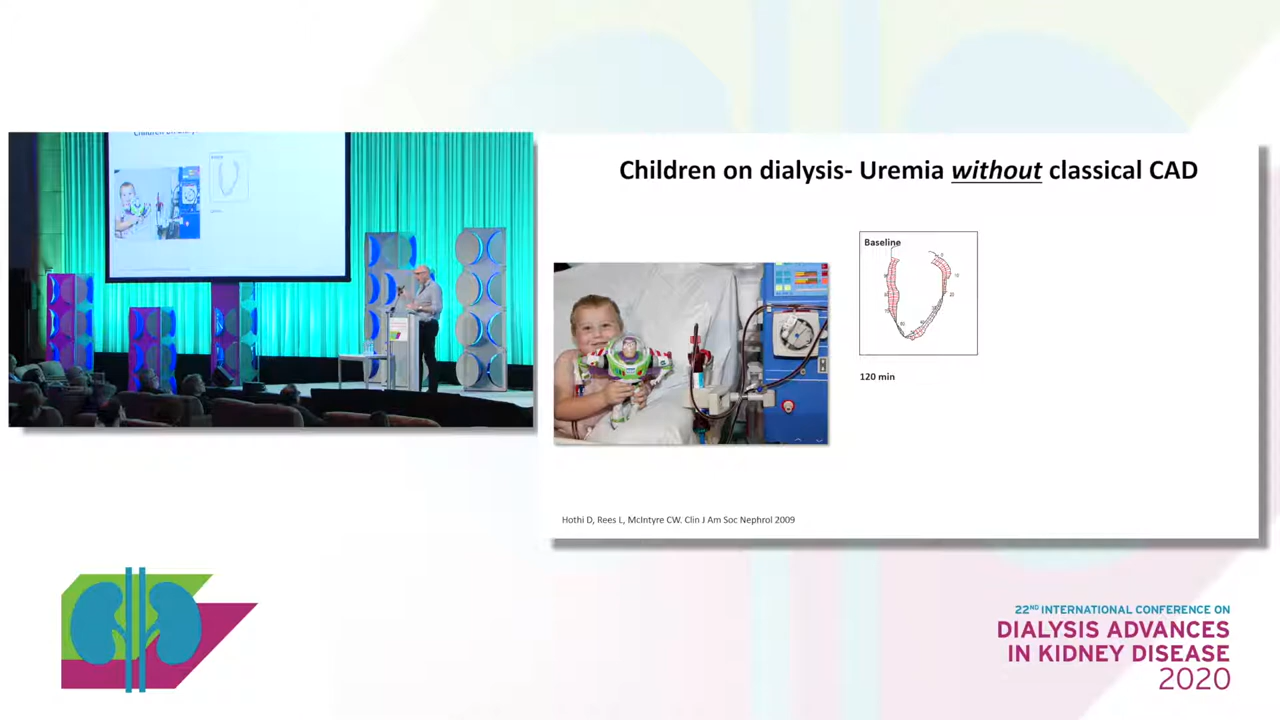 Children on dialysis- Uremia without classical CAD
Baseline
120 min
Hothi D, Rees L, McIntyre CW. Clin J Am Soc Nephrol 2009
22ND INTERNATIONAL CONFERENCE ON
DIALYSIS ADVANCES
IN KIDNEY DISEASE
2020